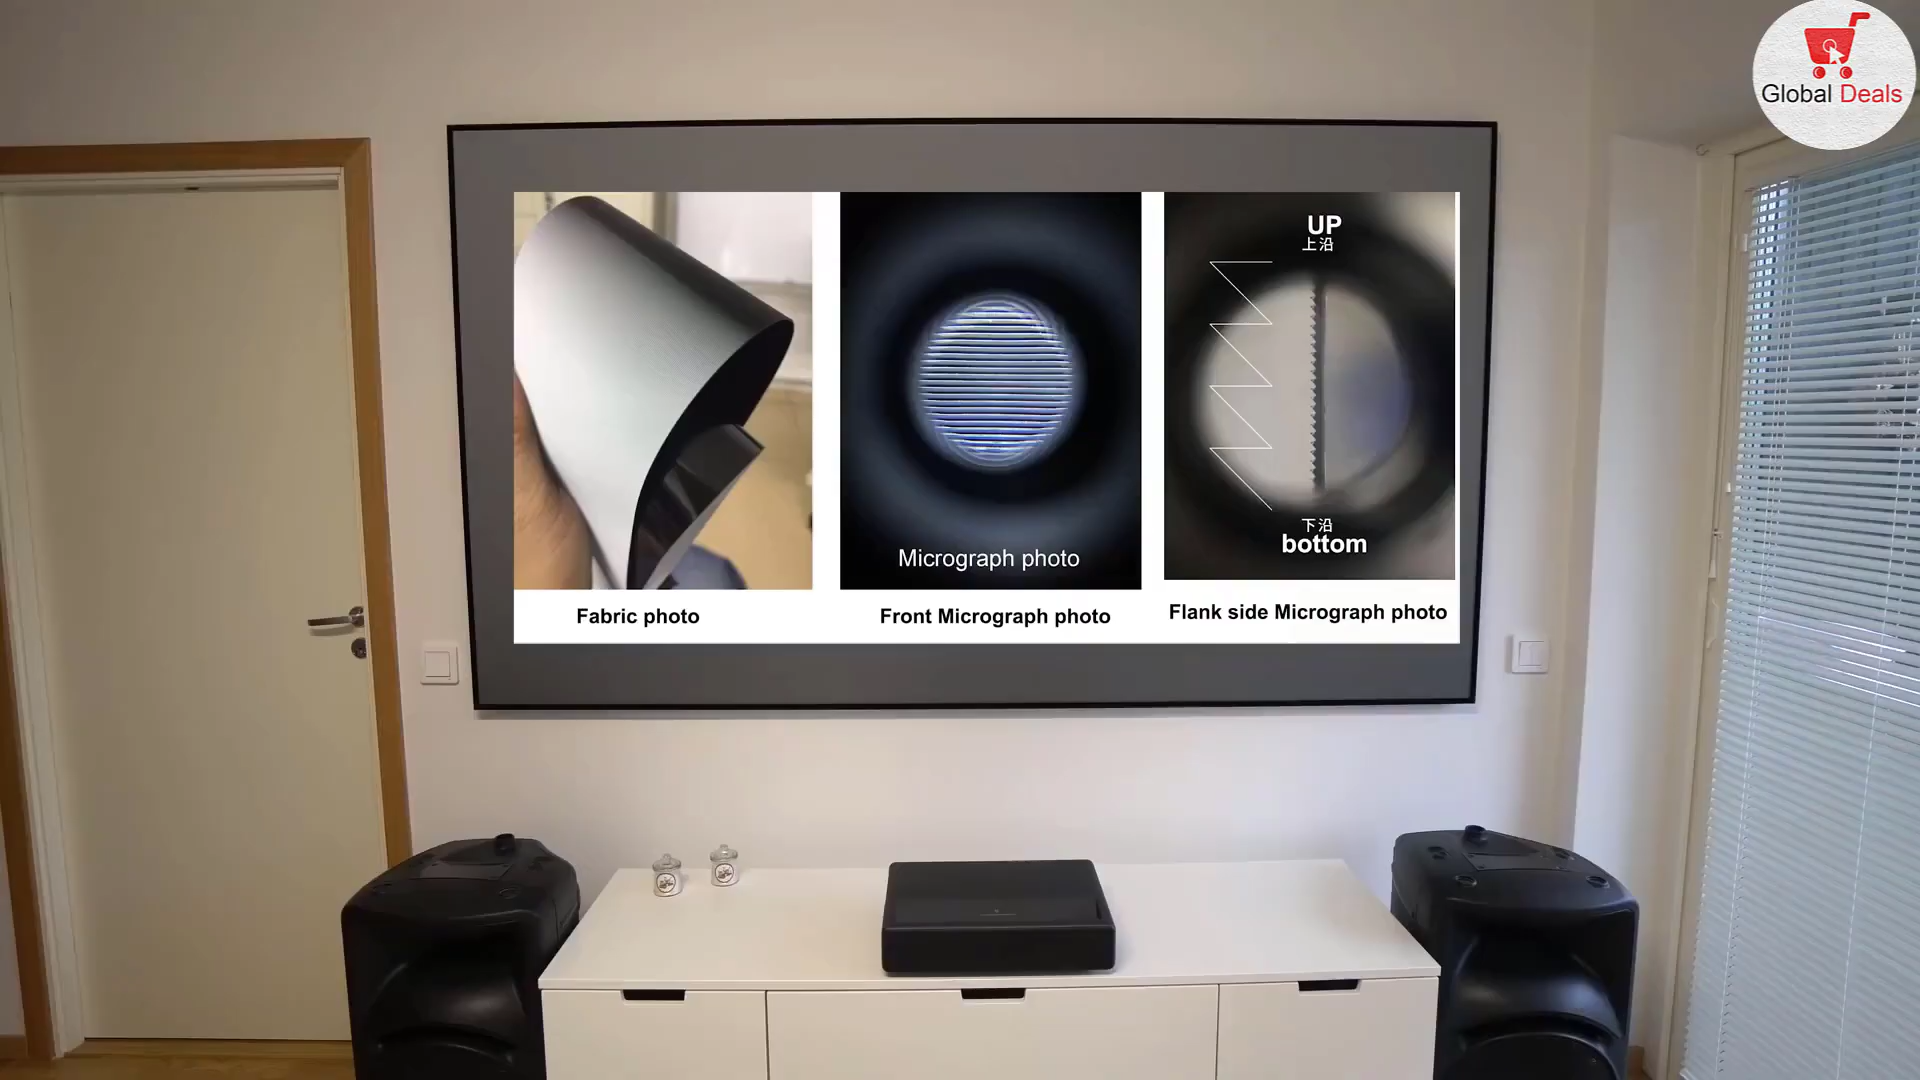 Global Deals
UP
上沿
下沿
bottom
Micrograph photo
Fabric photo
Front Micrograph photo
Flank side Micrograph photo